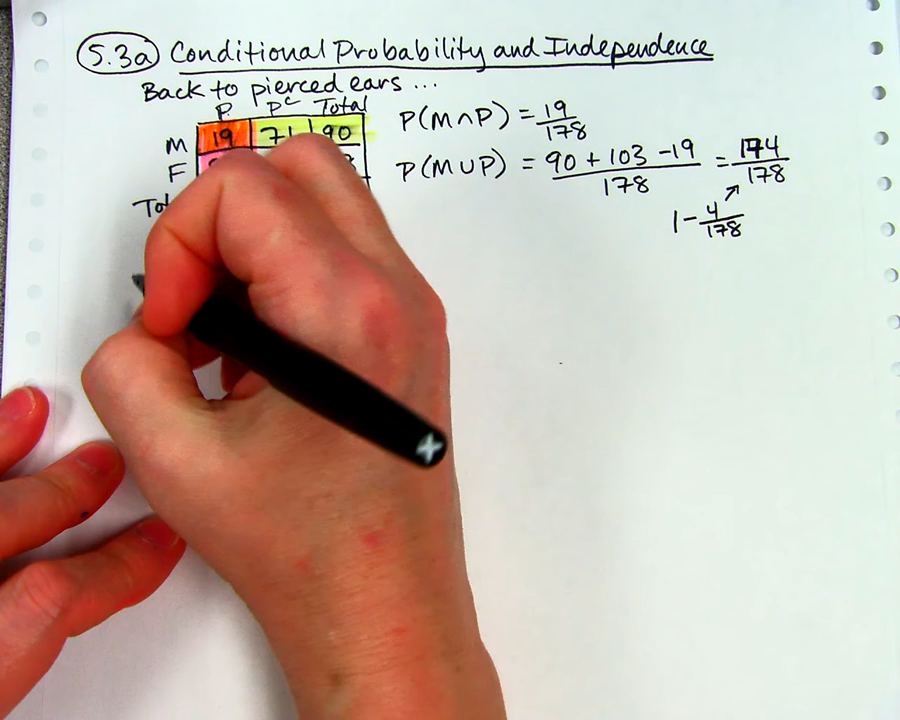 5.3a Conditional Probability and Independence
Back to pierced ears ...
P Pᶜ Total
M 19 71 90
F
P(M∩P) = 19/178
P(M∪P) = 90 + 103 - 19/178 = 174/178
1 - 4/178